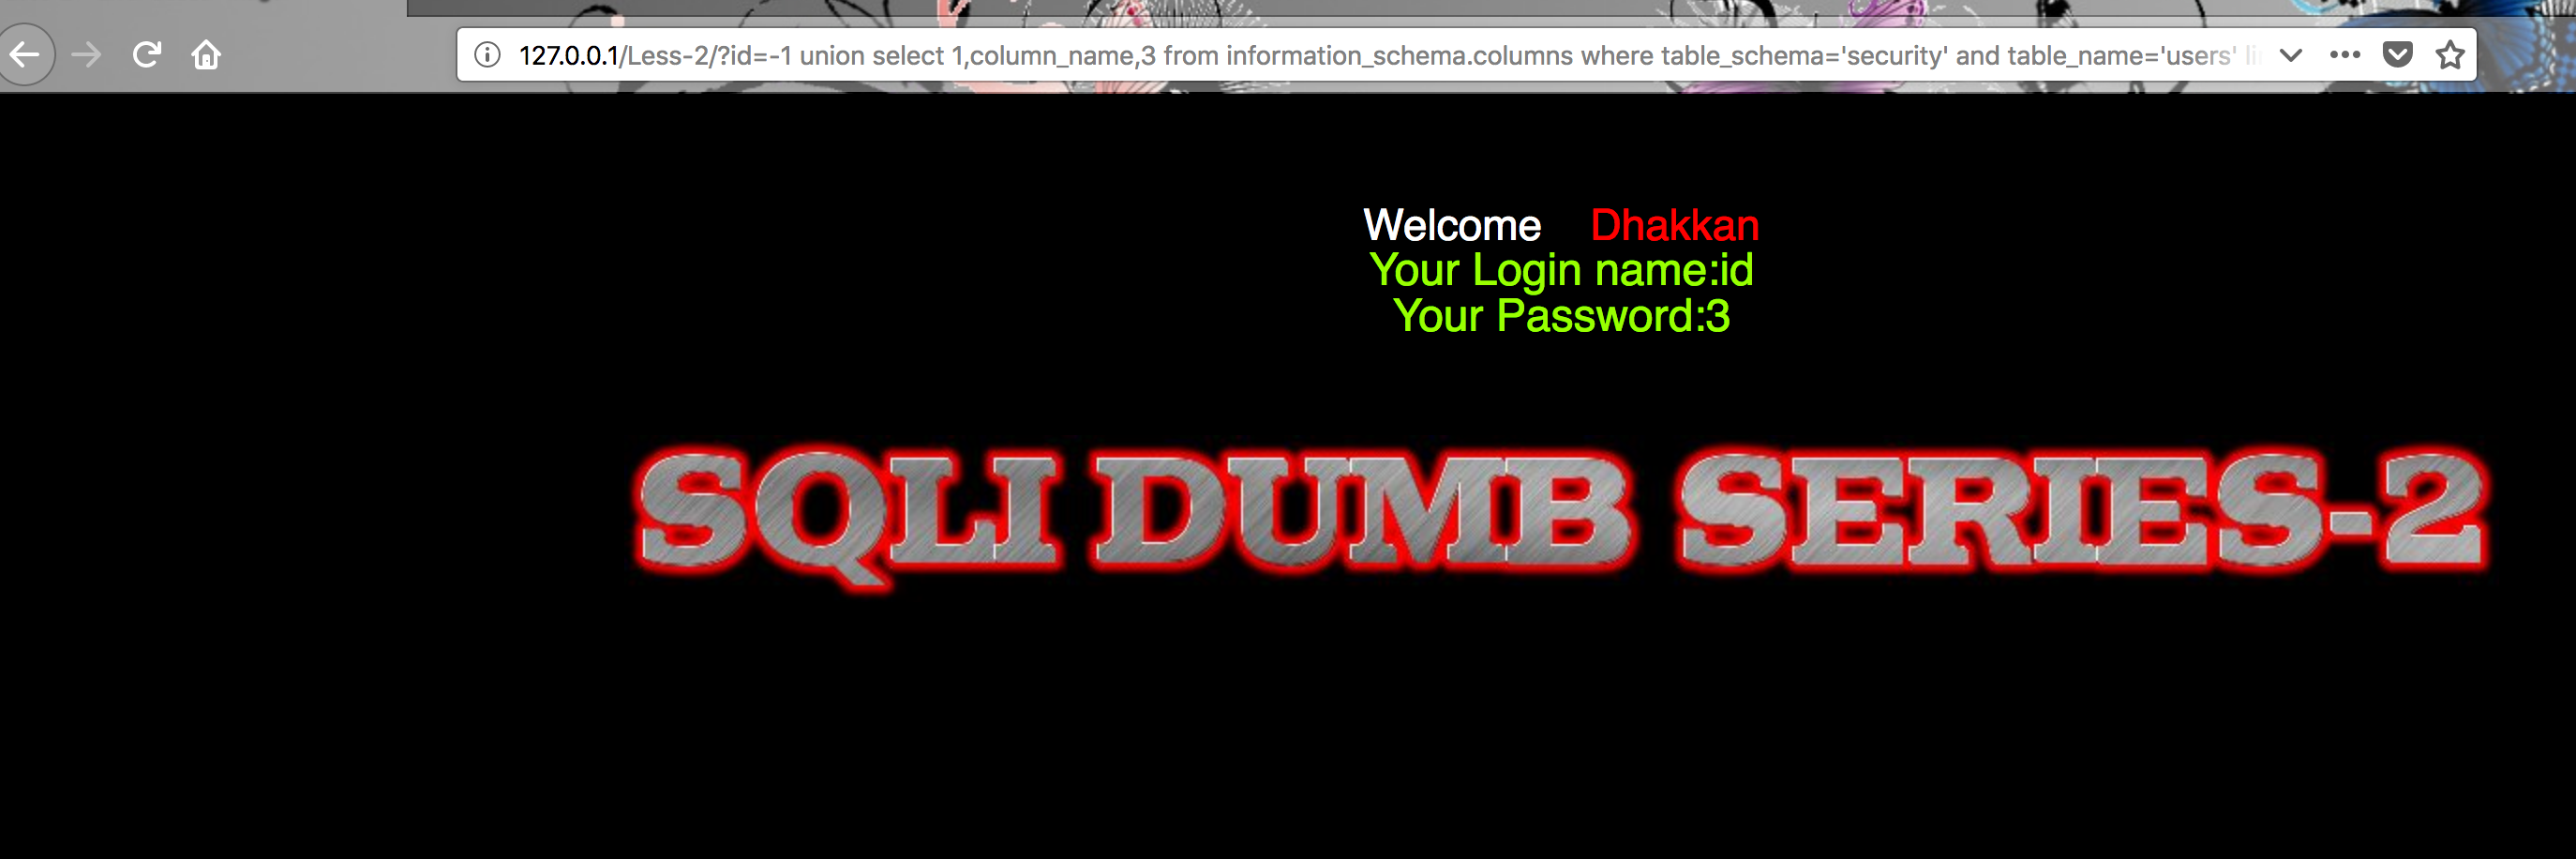 127.0.0.1/Less-2/?id=-1 union select 1,column_name,3 from information_schema.columns where table_schema='security' and table_name='users' li
Welcome Dhakkan
Your Login name:id
Your Password:3
SQLI DUMB SERIES-2